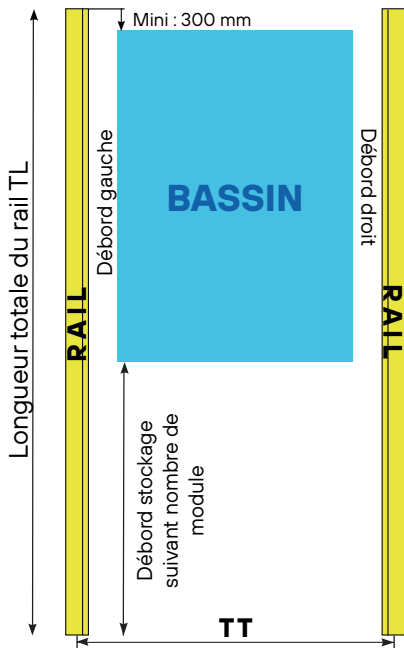 Mini : 300 mm
Longueur totale du rail TL
RAIL
Débord gauche
BASSIN
Débord droit
RAIL
Débord stockage
suivant nombre de
module
TT